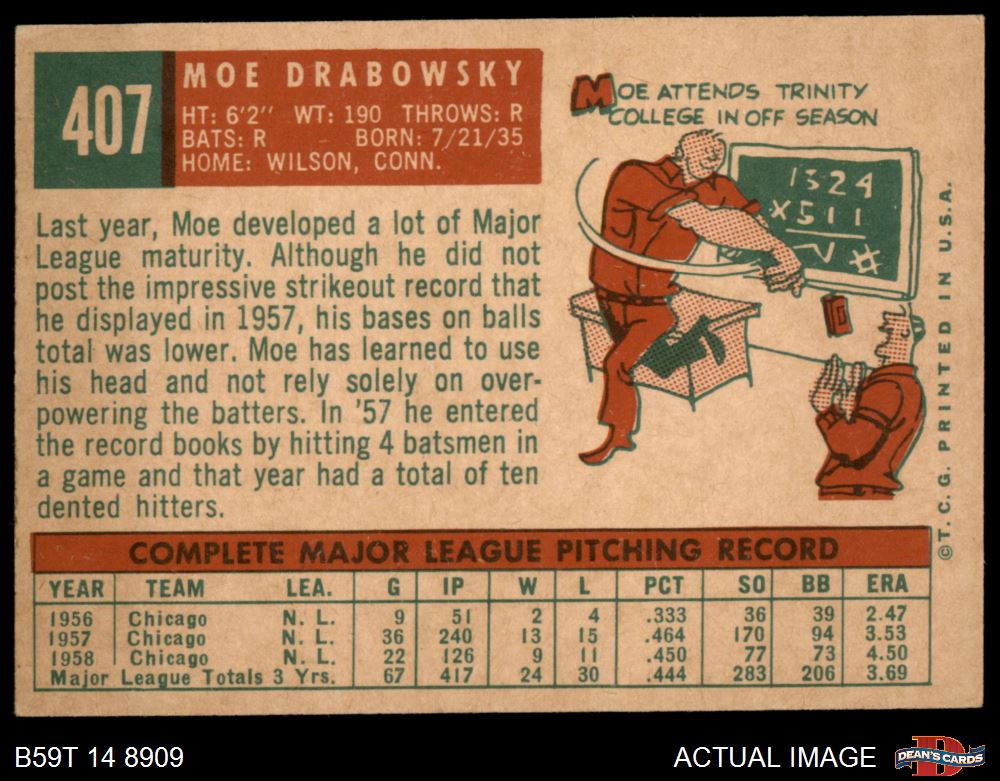 407
MOE DRABOWSKY
HT: 6'2" WT: 190 THROWS: R
BATS: R BORN: 7/21/35
HOME: WILSON, CONN.
Last year, Moe developed a lot of Major
League maturity. Although he did not
post the impressive strikeout record that
he displayed in 1957, his bases on balls
total was lower. Moe has learned to use
his head and not rely solely on over-
powering the batters. In '57 he entered
the record books by hitting 4 batsmen in
a game and that year had a total of ten
dented hitters.
MOE ATTENDS TRINITY
COLLEGE IN OFF SEASON
1324
x511
© T. C. G. PRINTED IN U.S.A.
COMPLETE MAJOR LEAGUE PITCHING RECORD
YEAR TEAM LEA. G IP W L PCT SO BB ERA
1956 Chicago N. L. 9 51 2 4 .333 36 39 2.47
1957 Chicago N. L. 36 240 13 15 .464 170 94 3.53
1958 Chicago N. L. 22 126 9 11 .450 77 73 4.50
Major League Totals 3 Yrs. 67 417 24 30 .444 283 206 3.69
B59T 14 8909
ACTUAL IMAGE
D
DEAN'S CARDS